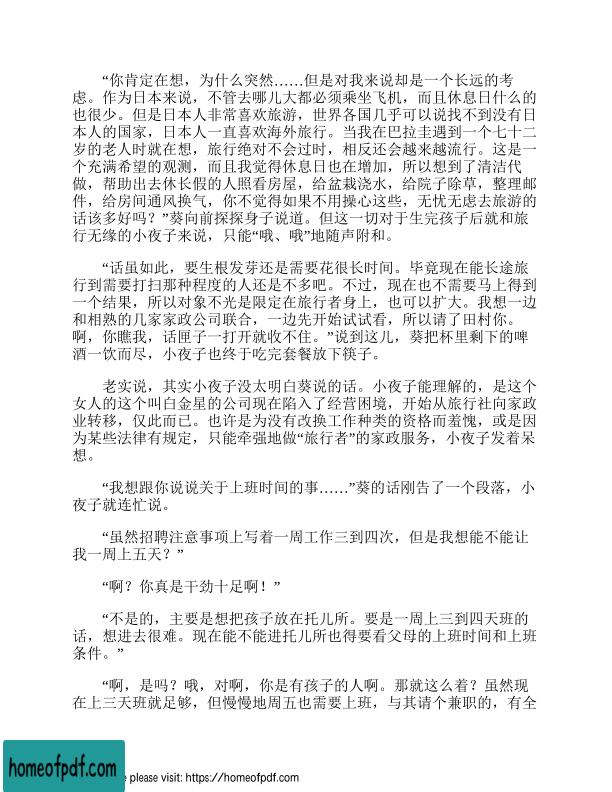 “你肯定在想，为什么突然……但是对我来说却是一个长远的考
虑。作为日本来说，不管去哪儿大都必须乘坐飞机，而且休息日什么的
也很少。但是日本人非常喜欢旅游，世界各国几乎可以说找不到没有日
本人的国家，日本人一直喜欢海外旅行。当我在巴拉圭遇到一个七十二
岁的老人时就在想，旅行绝对不会过时，相反还会越来越流行。这是一
个充满希望的观测，而且我觉得休息日也在增加，所以想到了清洁代
做，帮助出去休长假的人照看房屋，给盆栽浇水，给院子除草，整理邮
件，给房间通风换气，你不觉得如果不用操心这些，无忧无虑去旅游的
话该多好吗？”葵向前探探身子说道。但这一切对于生完孩子后就和旅
行无缘的小夜子来说，只能“哦、哦”地随声附和。
“话虽如此，要生根发芽还是需要花很长时间。毕竟现在能长途旅
行到需要打扫那种程度的人还是不多吧。不过，现在也不需要马上得到
一个结果，所以对象不光是限定在旅行者身上，也可以扩大。我想一边
和相熟的几家家政公司联合，一边先开始试试看，所以请了田村你。
啊，你瞧我，话匣子一打开就收不住。”说到这儿，葵把杯里剩下的啤
酒一饮而尽，小夜子也终于吃完套餐放下筷子。
老实说，其实小夜子没太明白葵说的话。小夜子能理解的，是这个
女人的这个叫白金星的公司现在陷入了经营困境，开始从旅行社向家政
业转移，仅此而已。也许是为没有改换工作种类的资格而羞愧，或是因
为某些法律有规定，只能牵强地做“旅行者”的家政服务，小夜子发着呆
想。
“我想跟你说说关于上班时间的事……”葵的话刚告了一个段落，小
夜子就连忙说。
“虽然招聘注意事项上写着一周工作三到四次，但是我想能不能让
我一周上五天？”
“啊？你真是干劲十足啊！”
“不是的，主要是想把孩子放在托儿所。要是一周上三到四天班的
话，想进去很难。现在能不能进托儿所也得要看父母的上班时间和上班
条件。”
“啊，是吗？哦，对啊，你是有孩子的人啊。那就这么着？虽然现
在上三天班就足够，但慢慢地周五也需要上班，与其请个兼职的，有全
homeofpdf.com
e please visit: https://homeofpdf.com